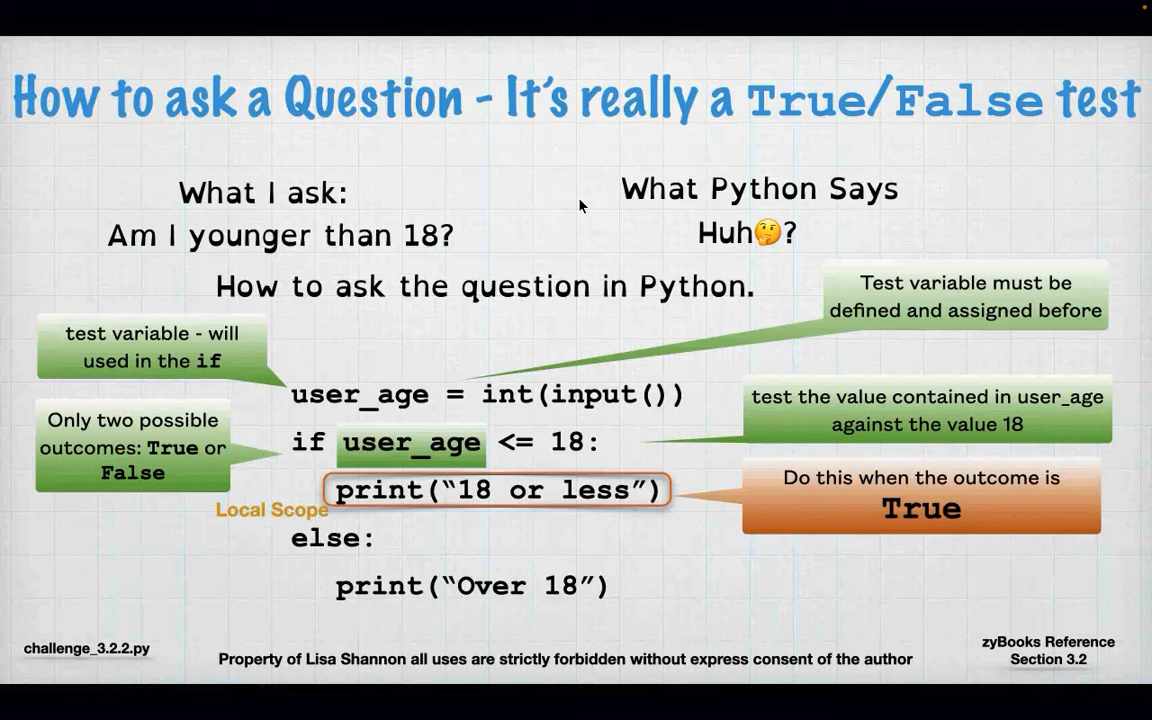 How to ask a Question - It's really a True/False test
What I ask:
Am I younger than 18?
What Python Says
Huh🤔?
How to ask the question in Python.
Test variable must be
defined and assigned before
test variable - will
used in the if
user_age = int(input())
Only two possible
outcomes: True or
False
if user_age <= 18:
test the value contained in user_age
against the value 18
print(“18 or less”)
Do this when the outcome is
True
Local Scope
else:
print(“Over 18”)
challenge_3.2.2.py
Property of Lisa Shannon all uses are strictly forbidden without express consent of the author
zyBooks Reference
Section 3.2